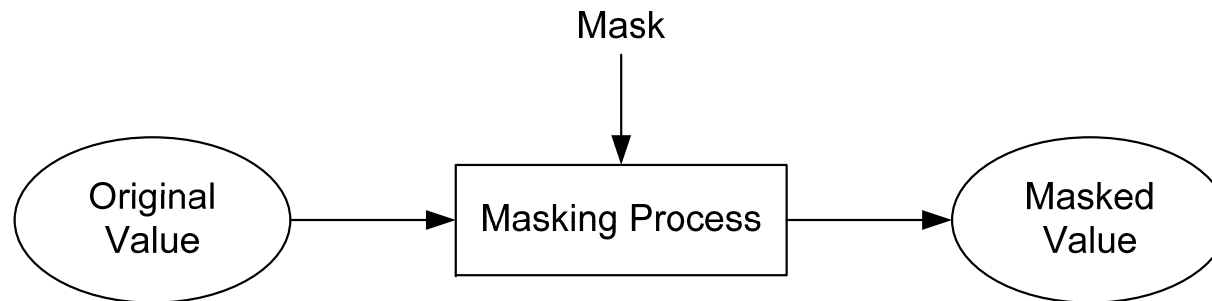 Mask
Original
Value
Masking Process
Masked
Value